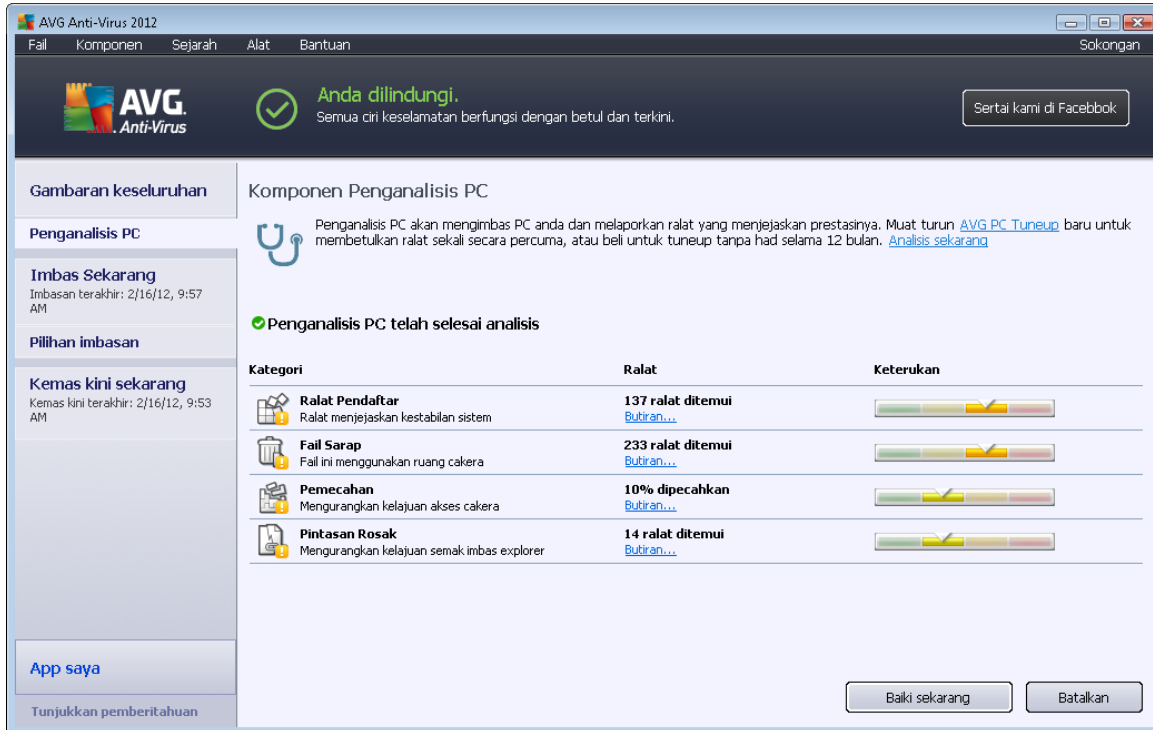 AVG Anti-Virus 2012
Fail Komponen Sejarah Alat Bantuan Sokongan
AVG.
Anti-Virus
Anda dilindungi.
Semua ciri keselamatan berfungsi dengan betul dan terkini.
Sertai kami di Facebbok
Gambaran keseluruhan
Penganalisis PC
Imbas Sekarang
Imbasan terakhir: 2/16/12, 9:57
AM
Pilihan imbasan
Kemas kini sekarang
Kemas kini terakhir: 2/16/12, 9:53
AM
App saya
Tunjukkan pemberitahuan
Komponen Penganalisis PC
Penganalisis PC akan mengimbas PC anda dan melaporkan ralat yang menjejaskan prestasinya. Muat turun AVG PC Tuneup baru untuk
membetulkan ralat sekali secara percuma, atau beli untuk tuneup tanpa had selama 12 bulan. Analisis sekarang
Penganalisis PC telah selesai analisis
Kategori Ralat Keterukan
Ralat Pendaftar 137 ralat ditemui
Ralat menjejaskan kestabilan sistem Butiran...
Fail Sarap 233 ralat ditemui
Fail ini menggunakan ruang cakera Butiran...
Pemecahan 10% dipecahkan
Mengurangkan kelajuan akses cakera Butiran...
Pintasan Rosak 14 ralat ditemui
Mengurangkan kelajuan semak imbas explorer Butiran...
Baiki sekarang Batalkan